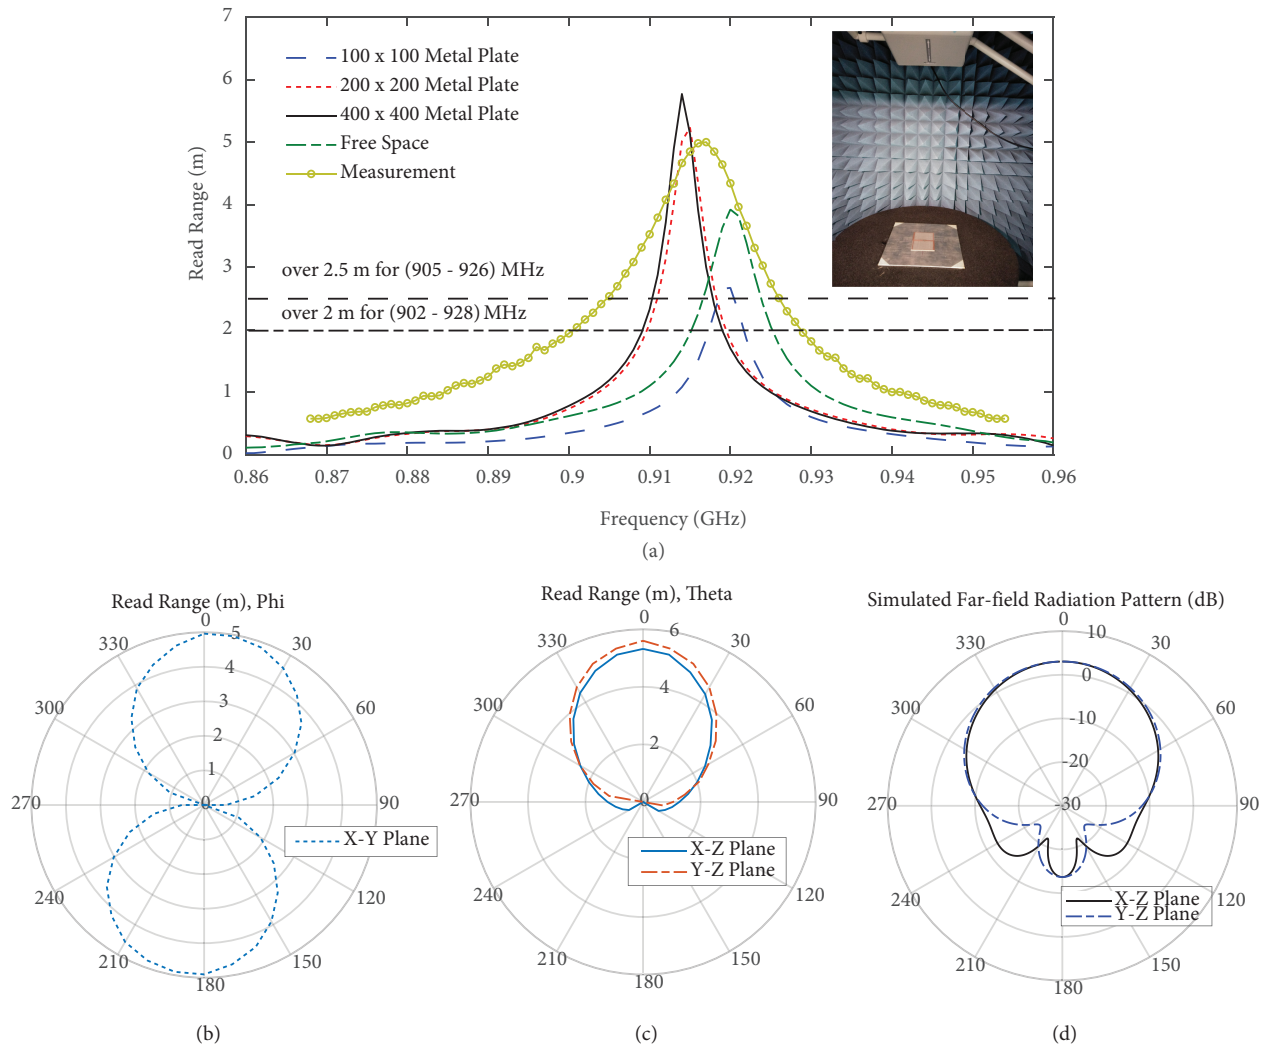 7
6
5
4
3
2
1
0
Read Range (m)
100 x 100 Metal Plate
200 x 200 Metal Plate
400 x 400 Metal Plate
Free Space
Measurement
over 2.5 m for (905 - 926) MHz
over 2 m for (902 - 928) MHz
0.86 0.87 0.88 0.89 0.9 0.91 0.92 0.93 0.94 0.95 0.96
Frequency (GHz)
(a)
Read Range (m), Phi
0
30
60
90
120
150
180
210
240
270
300
330
5
4
3
2
1
0
X-Y Plane
(b)
Read Range (m), Theta
0
30
60
90
120
150
180
210
240
270
300
330
6
4
2
0
X-Z Plane
Y-Z Plane
(c)
Simulated Far-field Radiation Pattern (dB)
0
30
60
90
120
150
180
210
240
270
300
330
10
0
-10
-20
-30
X-Z Plane
Y-Z Plane
(d)